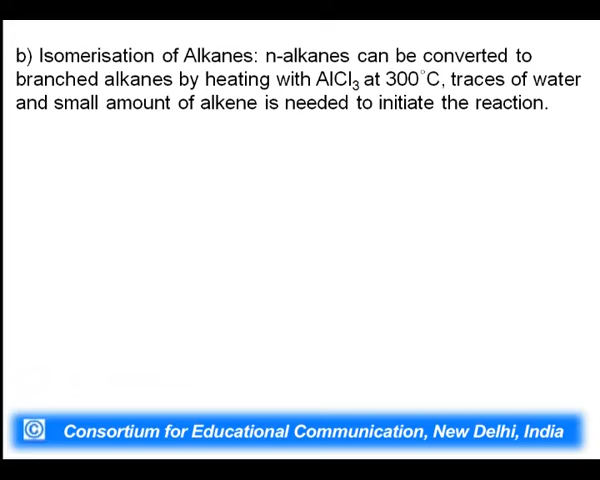 b) Isomerisation of Alkanes: n-alkanes can be converted to
branched alkanes by heating with AlCl₃ at 300°C, traces of water
and small amount of alkene is needed to initiate the reaction.
© Consortium for Educational Communication, New Delhi, India